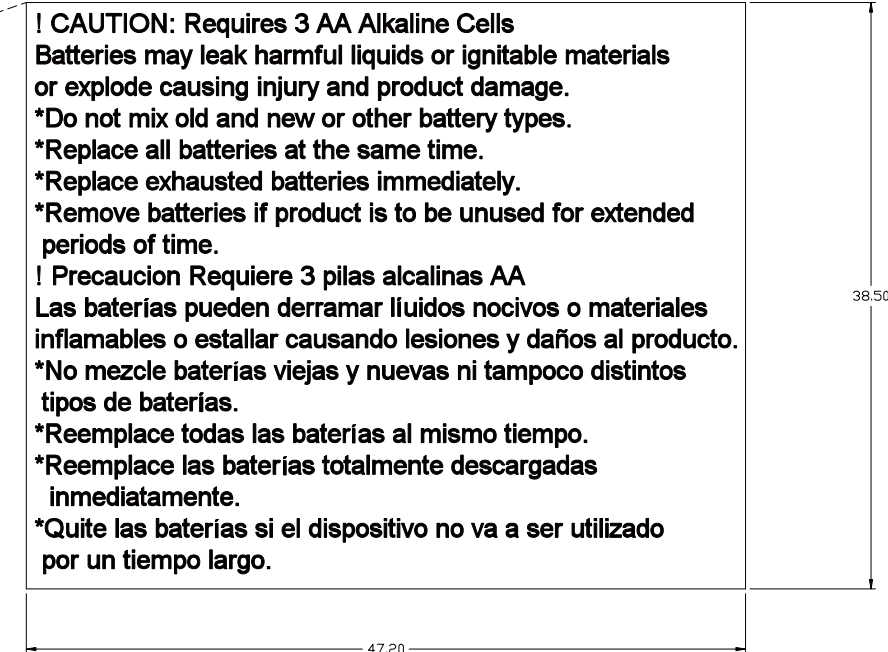 ! CAUTION: Requires 3 AA Alkaline Cells
Batteries may leak harmful liquids or ignitable materials
or explode causing injury and product damage.
*Do not mix old and new or other battery types.
*Replace all batteries at the same time.
*Replace exhausted batteries immediately.
*Remove batteries if product is to be unused for extended
periods of time.
! Precaucion Requiere 3 pilas alcalinas AA
Las baterías pueden derramar líuidos nocivos o materiales
inflamables o estallar causando lesiones y daños al producto.
*No mezcle baterías viejas y nuevas ni tampoco distintos
tipos de baterías.
*Reemplace todas las baterías al mismo tiempo.
*Reemplace las baterías totalmente descargadas
inmediatamente.
*Quite las baterías si el dispositivo no va a ser utilizado
por un tiempo largo.
38.50
47.20